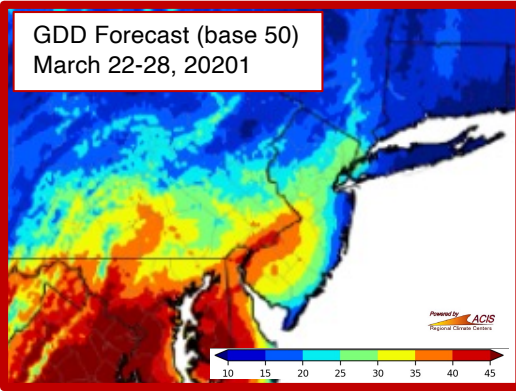 GDD Forecast (base 50)
March 22-28, 20201
Powered by
ACIS
Regional Climate Centers
10 15 20 25 30 35 40 45